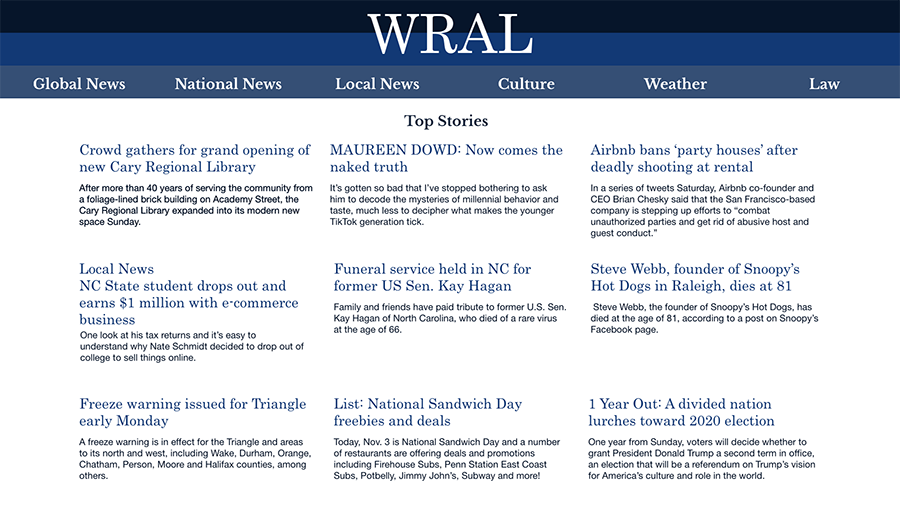 WRAL
Global News National News Local News Culture Weather Law
Top Stories
Crowd gathers for grand opening of
new Cary Regional Library
After more than 40 years of serving the community from
a foliage-lined brick building on Academy Street, the
Cary Regional Library expanded into its modern new
space Sunday.
MAUREEN DOWD: Now comes the
naked truth
It's gotten so bad that I've stopped bothering to ask
him to decode the mysteries of millennial behavior and
taste, much less to decipher what makes the younger
TikTok generation tick.
Airbnb bans ‘party houses’ after
deadly shooting at rental
In a series of tweets Saturday, Airbnb co-founder and
CEO Brian Chesky said that the San Francisco-based
company is stepping up efforts to “combat
unauthorized parties and get rid of abusive host and
guest conduct.”
Local News
NC State student drops out and
earns $1 million with e-commerce
business
One look at his tax returns and it's easy to
understand why Nate Schmidt decided to drop out of
college to sell things online.
Funeral service held in NC for
former US Sen. Kay Hagan
Family and friends have paid tribute to former U.S. Sen.
Kay Hagan of North Carolina, who died of a rare virus
at the age of 66.
Steve Webb, founder of Snoopy's
Hot Dogs in Raleigh, dies at 81
Steve Webb, the founder of Snoopy's Hot Dogs, has
died at the age of 81, according to a post on Snoopy's
Facebook page.
Freeze warning issued for Triangle
early Monday
A freeze warning is in effect for the Triangle and areas
to its north and west, including Wake, Durham, Orange,
Chatham, Person, Moore and Halifax counties, among
others.
List: National Sandwich Day
freebies and deals
Today, Nov. 3 is National Sandwich Day and a number
of restaurants are offering deals and promotions
including Firehouse Subs, Penn Station East Coast
Subs, Potbelly, Jimmy John's, Subway and more!
1 Year Out: A divided nation
lurches toward 2020 election
One year from Sunday, voters will decide whether to
grant President Donald Trump a second term in office,
an election that will be a referendum on Trump's vision
for America's culture and role in the world.